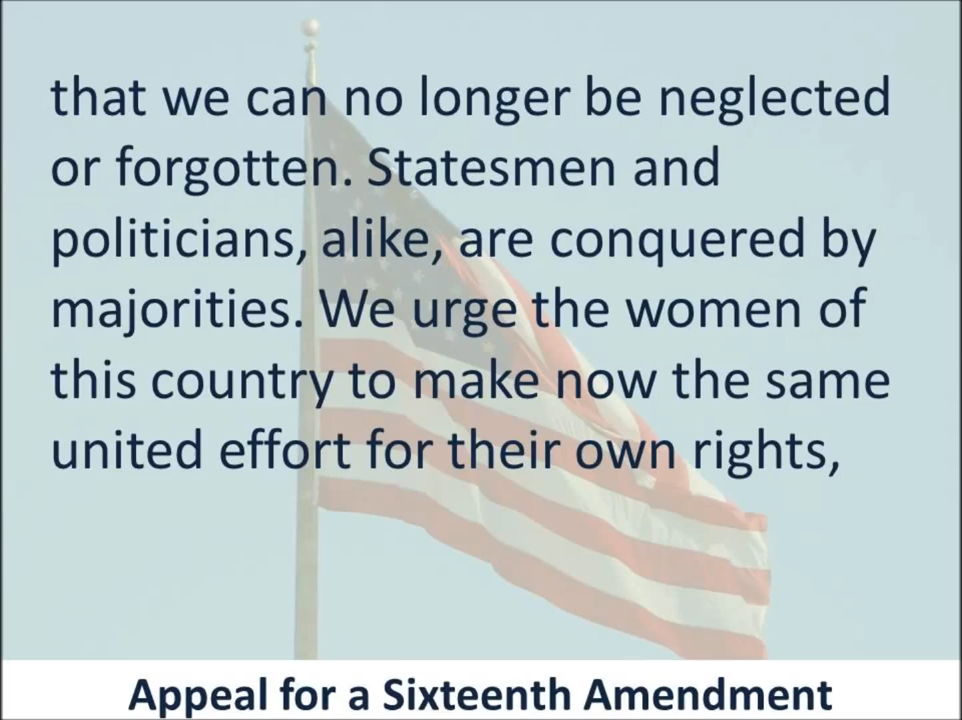 that we can no longer be neglected
or forgotten. Statesmen and
politicians, alike, are conquered by
majorities. We urge the women of
this country to make now the same
united effort for their own rights,
Appeal for a Sixteenth Amendment